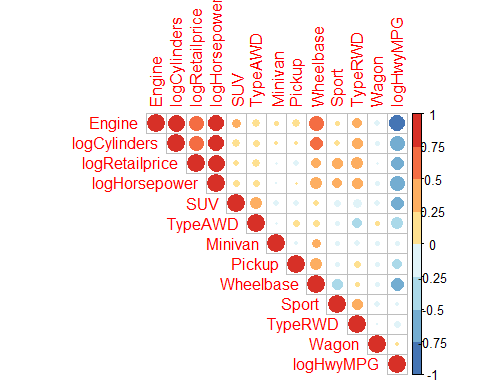 Engine
logCylinders
logRetailprice
logHorsepower
SUV
TypeAWD
Minivan
Pickup
Wheelbase
Sport
TypeRWD
Wagon
logHwyMPG
Engine
logCylinders
logRetailprice
logHorsepower
SUV
TypeAWD
Minivan
Pickup
Wheelbase
Sport
TypeRWD
Wagon
logHwyMPG
1
0.75
0.5
0.25
0
-0.25
-0.5
-0.75
-1